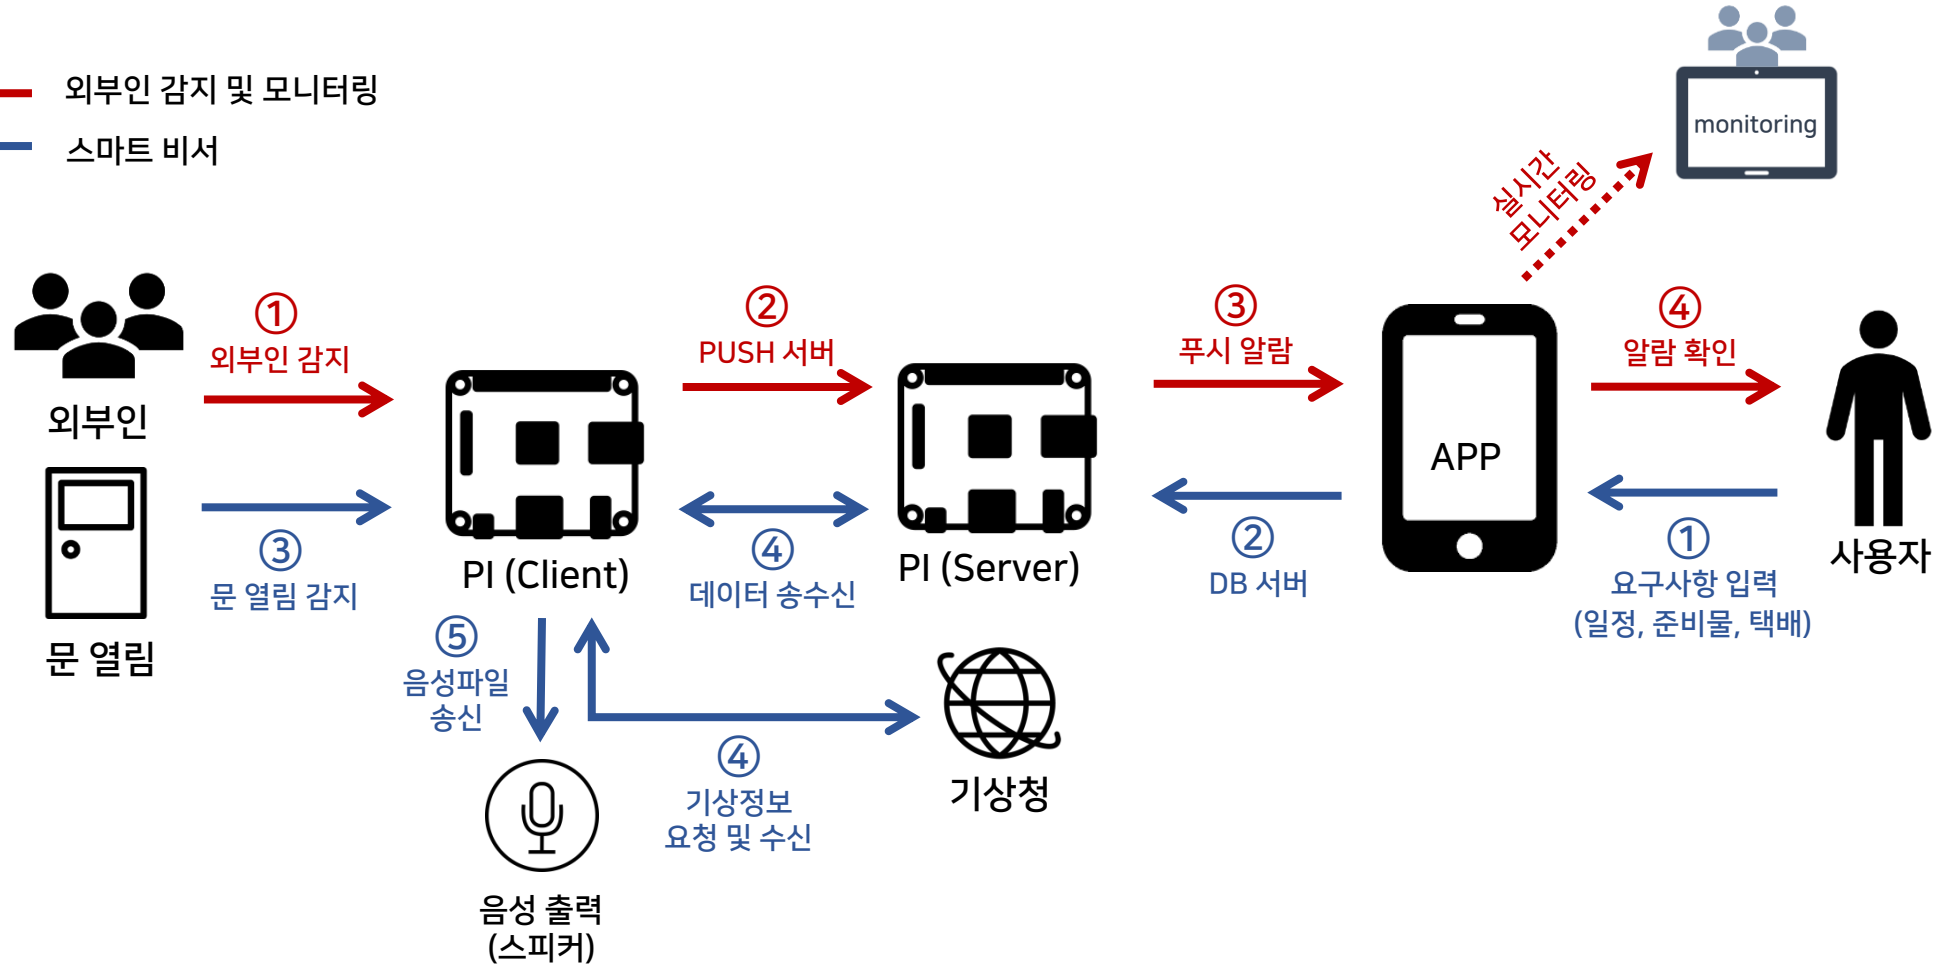 외부인 감지 및 모니터링
스마트 비서
monitoring
실시간
모니터링
①
외부인 감지
②
PUSH 서버
③
푸시 알람
④
알람 확인
외부인
APP
③
문 열림 감지
문 열림
PI (Client)
④
데이터 송수신
PI (Server)
②
DB 서버
①
요구사항 입력
(일정, 준비물, 택배)
사용자
⑤
음성파일
송신
④
기상정보
요청 및 수신
기상청
음성 출력
(스피커)